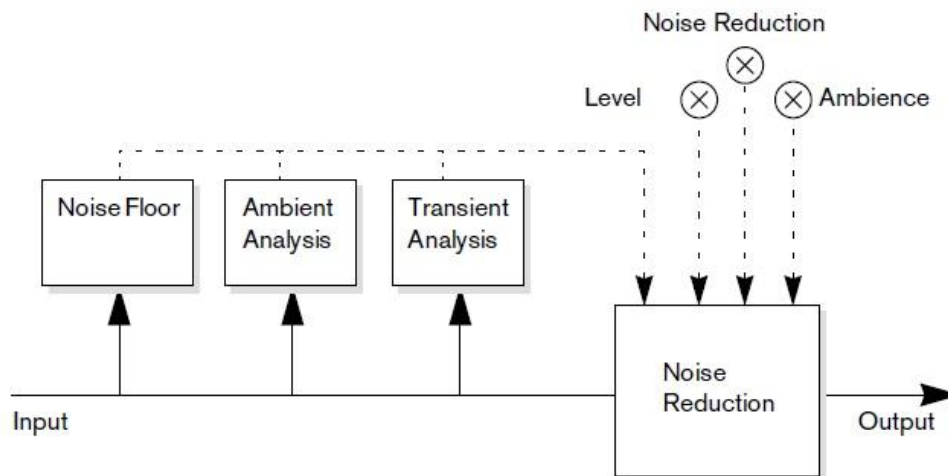 Noise Reduction
Level
Ambience
Noise Floor
Ambient
Analysis
Transient
Analysis
Noise
Reduction
Input
Output